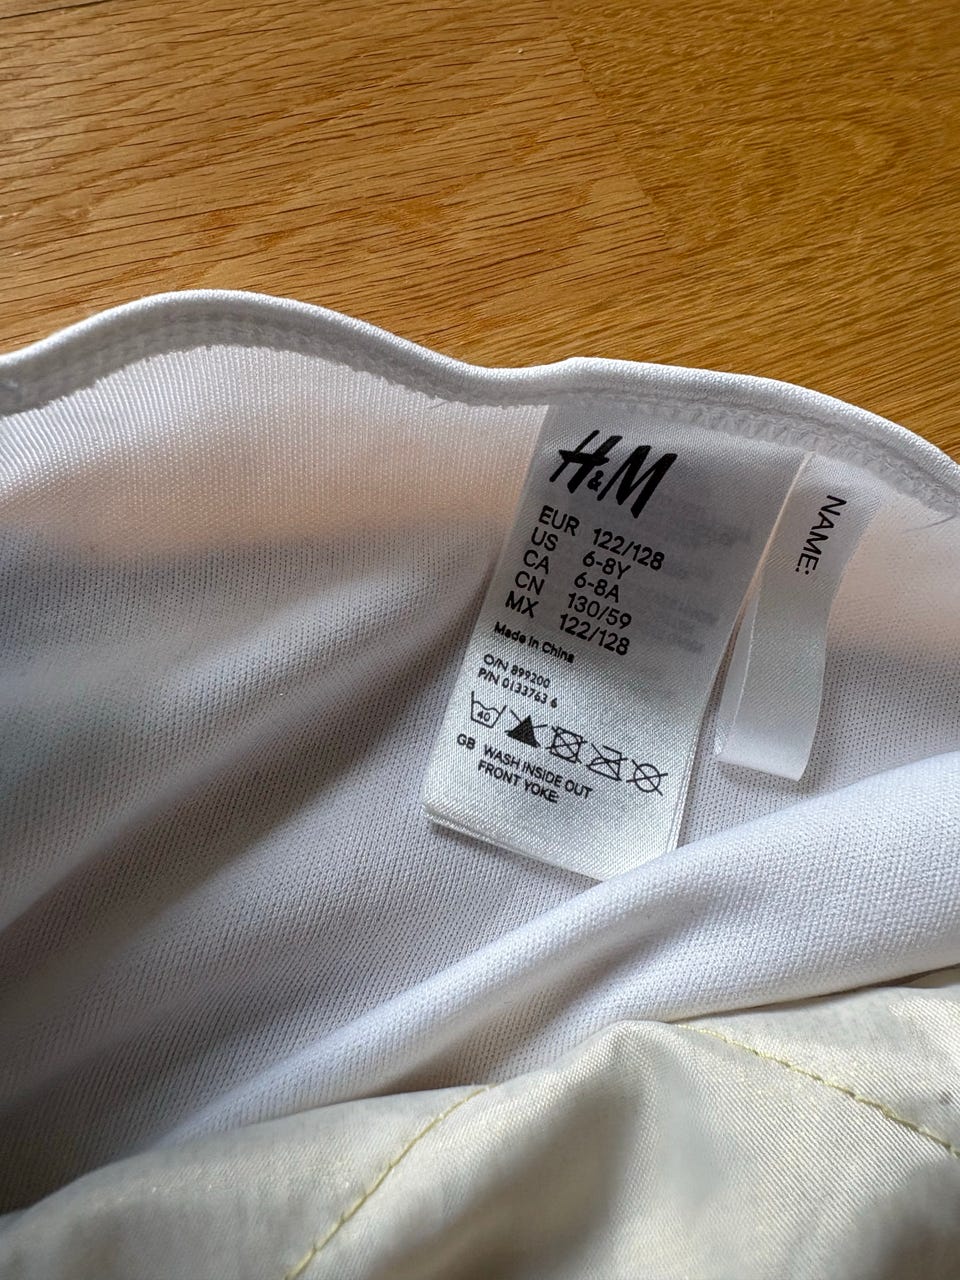 H&M
EUR 122/128
US 6-8Y
CA 6-8A
CN 130/59
MX 122/128
Made in China
O/N 899200
P/N 0133763 6
40
GB WASH INSIDE OUT
FRONT YOKE:
NAME: